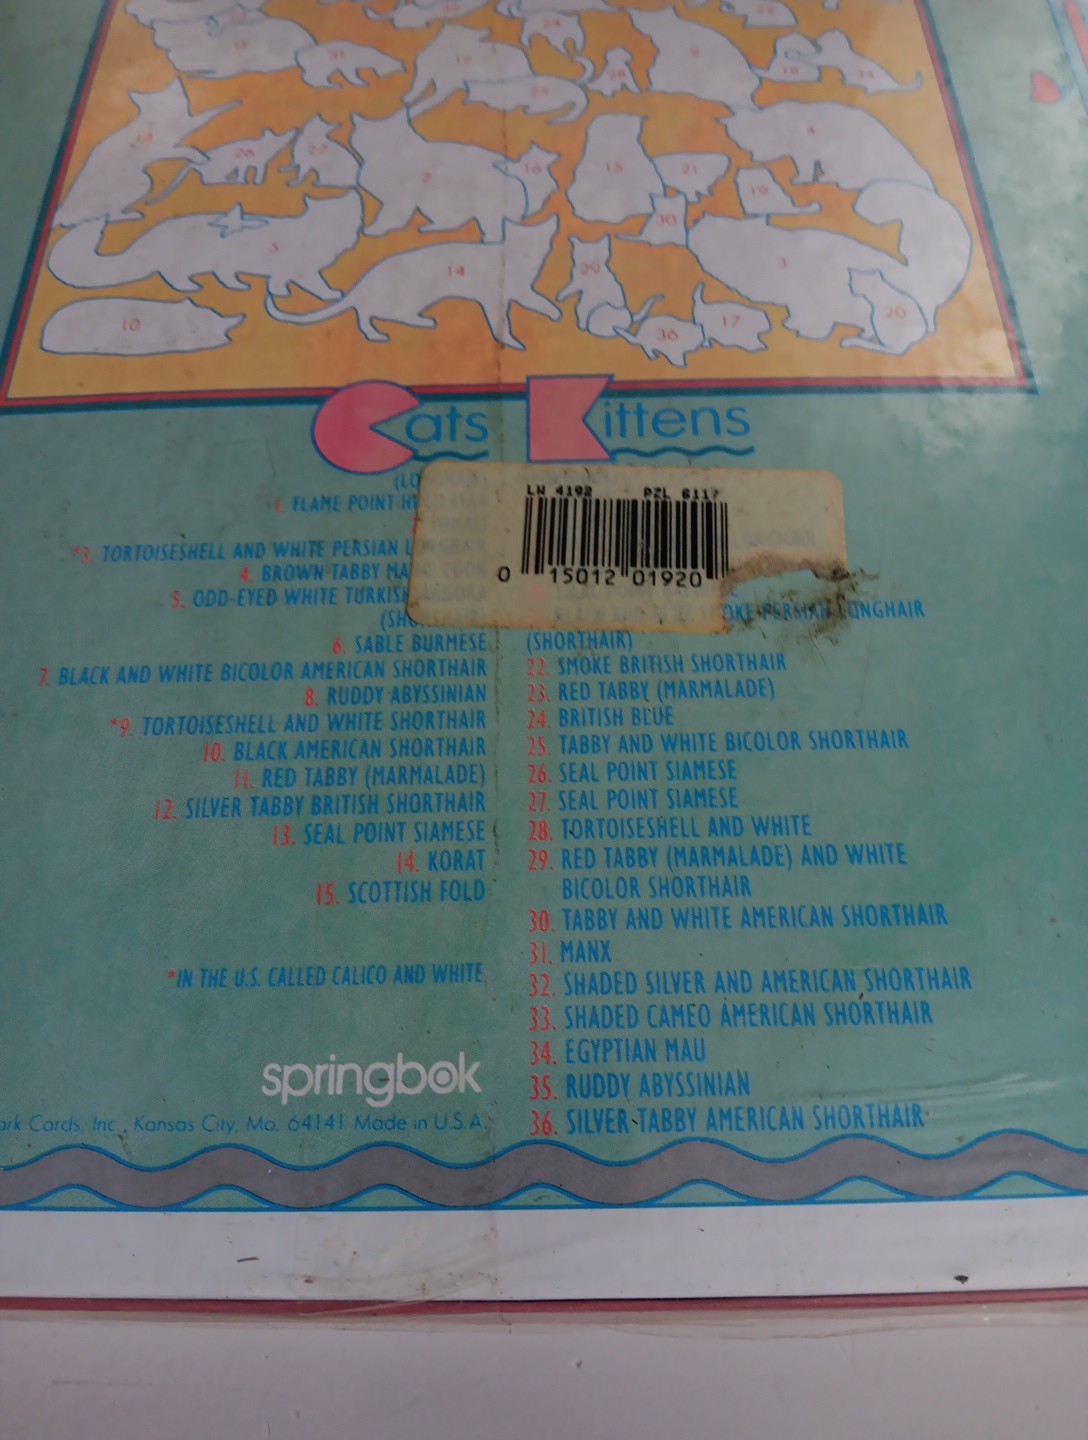 Cats Kittens
1. FLAME POINT
LW 4192 PZL 6117
0 15012 01920
*3. TORTOISESHELL AND WHITE PERSIAN
4. BROWN TABBY
5. ODD-EYED WHITE TURKISH
PERSIAN LONGHAIR
6. SABLE BURMESE
7. BLACK AND WHITE BICOLOR AMERICAN SHORTHAIR
8. RUDDY ABYSSINIAN
*9. TORTOISESHELL AND WHITE SHORTHAIR
10. BLACK AMERICAN SHORTHAIR
11. RED TABBY (MARMALADE)
12. SILVER TABBY BRITISH SHORTHAIR
13. SEAL POINT SIAMESE
14. KORAT
15. SCOTTISH FOLD
*IN THE U.S. CALLED CALICO AND WHITE
(SHORTHAIR)
22. SMOKE BRITISH SHORTHAIR
23. RED TABBY (MARMALADE)
24. BRITISH BLUE
25. TABBY AND WHITE BICOLOR SHORTHAIR
26. SEAL POINT SIAMESE
27. SEAL POINT SIAMESE
28. TORTOISESHELL AND WHITE
29. RED TABBY (MARMALADE) AND WHITE
BICOLOR SHORTHAIR
30. TABBY AND WHITE AMERICAN SHORTHAIR
31. MANX
32. SHADED SILVER AND AMERICAN SHORTHAIR
33. SHADED CAMEO AMERICAN SHORTHAIR
34. EGYPTIAN MAU
35. RUDDY ABYSSINIAN
36. SILVER TABBY AMERICAN SHORTHAIR
springbok
Cards, Inc., Kansas City, Mo. 64141 Made in U.S.A.